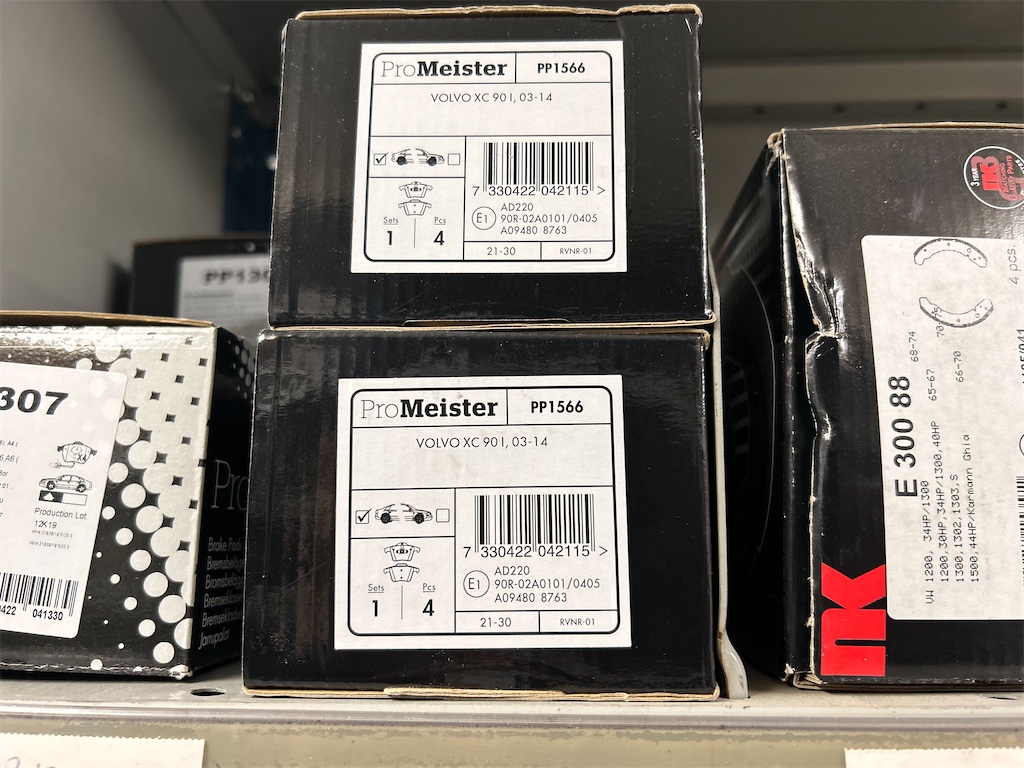 ProMeister PP1566
VOLVO XC 90 I, 03-14
7 330422 042115 >
Sets Pcs
1 4
E1
AD220
90R-02A0101/0405
A09480 8763
21-30 RVNR-01
ProMeister PP1566
VOLVO XC 90 I, 03-14
7 330422 042115 >
Sets Pcs
1 4
E1
AD220
90R-02A0101/0405
A09480 8763
21-30 RVNR-01
PP130
307
Production Lot.
12K19
041330
Pro
Brake Pads
Jarrupalat
3 YEAR
4 pcs.
E 300 88
VW 1200, 34HP/1300 65-67 68-74
1200,30HP,34HP/1300,40HP
1300,1302,1303,S 66-70 70
1500,44HP/Karmann Ghia
nk